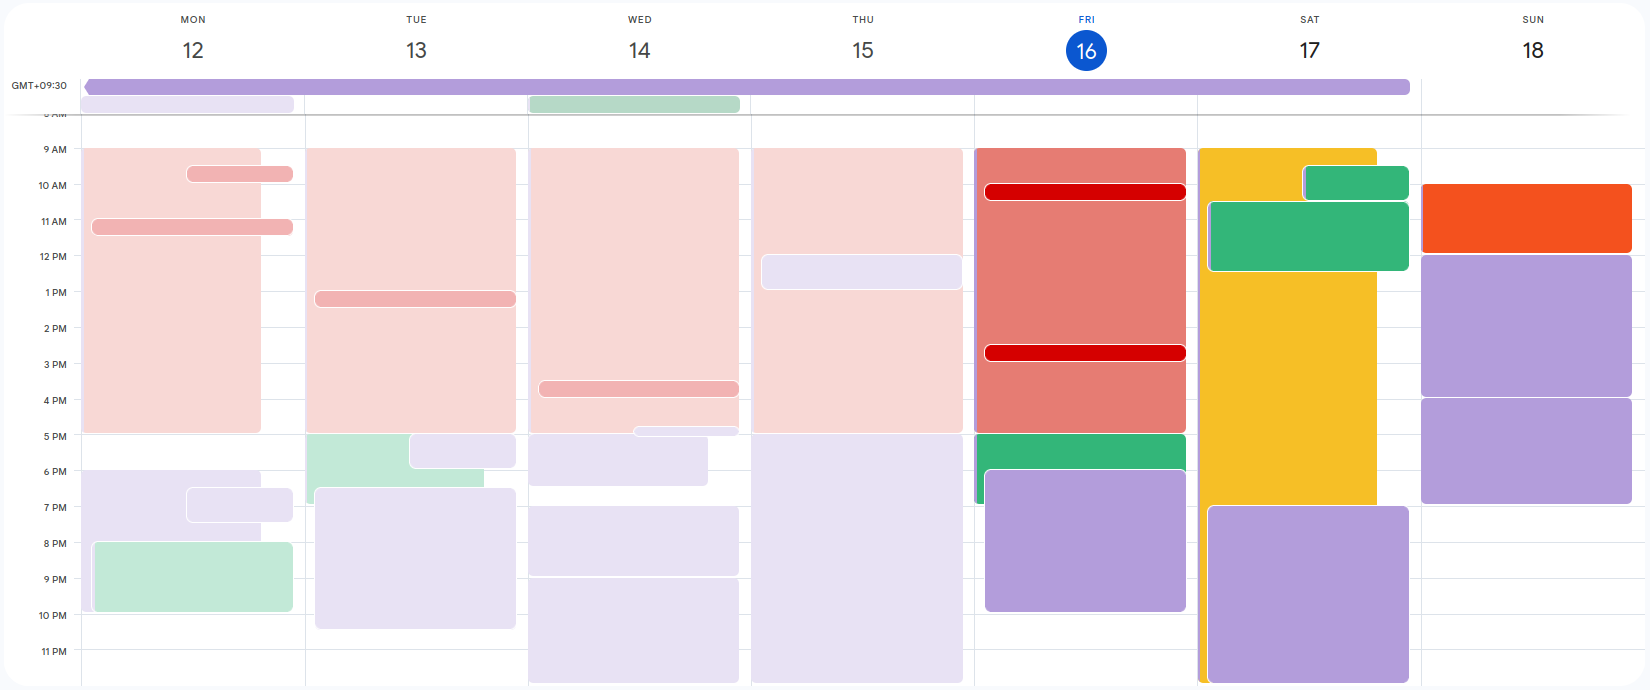 MON TUE WED THU FRI SAT SUN
12 13 14 15 16 17 18
GMT+09:30
9 AM
10 AM
11 AM
12 PM
1 PM
2 PM
3 PM
4 PM
5 PM
6 PM
7 PM
8 PM
9 PM
10 PM
11 PM